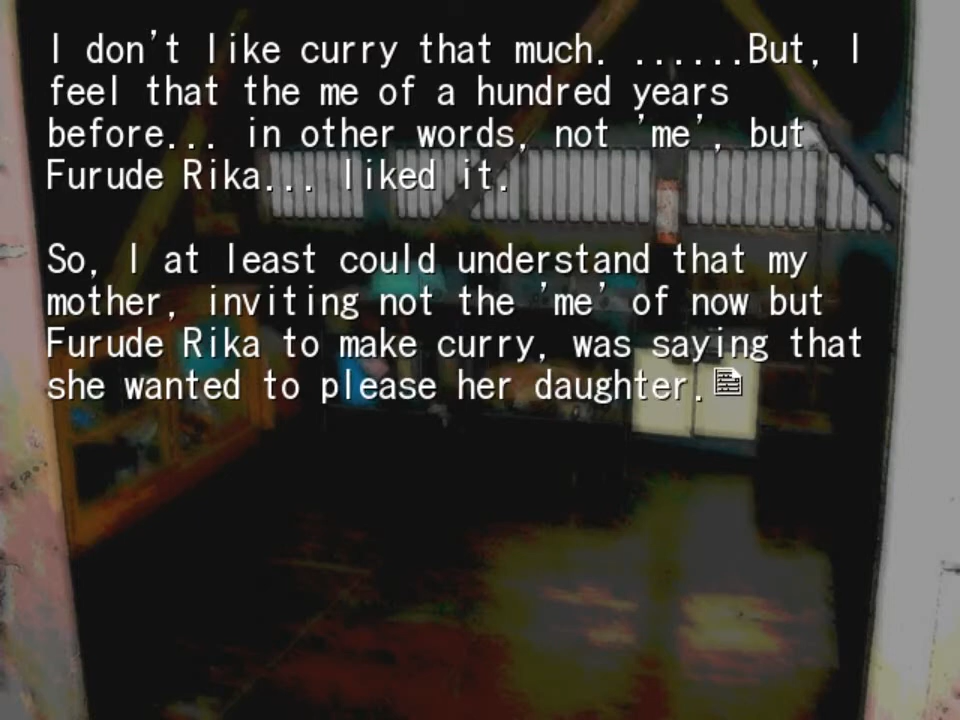 I don't like curry that much. ......But, I
feel that the me of a hundred years
before... in other words, not 'me', but
Furude Rika... liked it.
So, I at least could understand that my
mother, inviting not the 'me' of now but
Furude Rika to make curry, was saying that
she wanted to please her daughter.